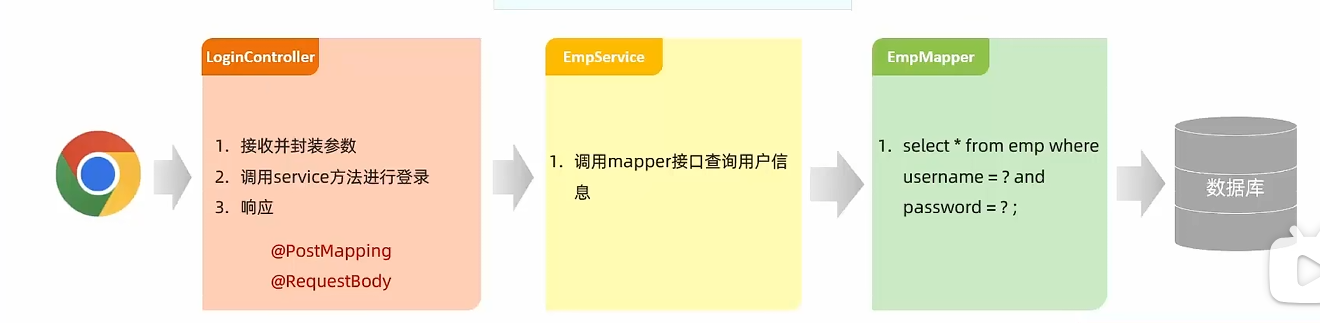 LoginController
1. 接收并封装参数
2. 调用service方法进行登录
3. 响应
@PostMapping
@RequestBody
EmpService
1. 调用mapper接口查询用户信
息
EmpMapper
1. select * from emp where
username = ? and
password = ? ;
数据库